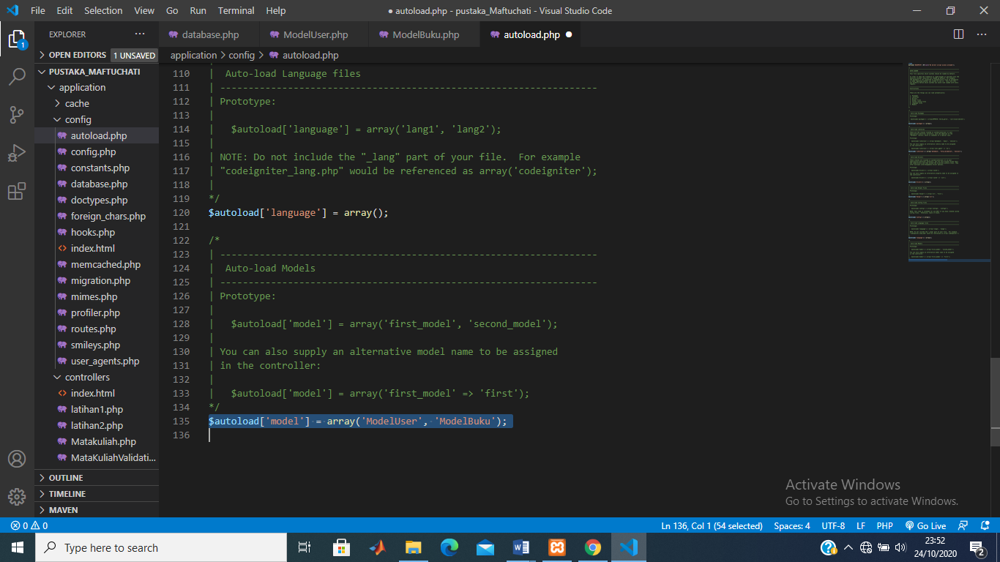 File Edit Selection View Go Run Terminal Help
● autoload.php - pustaka_Maftuchati - Visual Studio Code
EXPLORER ···
database.php
ModelUser.php
ModelBuku.php
autoload.php ●
1
OPEN EDITORS 1 UNSAVED
PUSTAKA_MAFTUCHATI
application
cache
config
autoload.php
config.php
constants.php
database.php
doctypes.php
foreign_chars.php
hooks.php
index.html
memcached.php
migration.php
mimes.php
profiler.php
routes.php
smileys.php
user_agents.php
controllers
index.html
latihan1.php
latihan2.php
Matakuliah.php
MataKuliahValidati...
OUTLINE
TIMELINE
MAVEN
application > config > autoload.php
110 | Auto-load Language files
111 | -------------------------------------------------------------------
112 | Prototype:
113 |
114 | $autoload['language'] = array('lang1', 'lang2');
115 |
116 | NOTE: Do not include the "_lang" part of your file. For example
117 | "codeigniter_lang.php" would be referenced as array('codeigniter');
118 |
119 */
120 $autoload['language'] = array();
121
122 /*
123 | -------------------------------------------------------------------
124 | Auto-load Models
125 | -------------------------------------------------------------------
126 | Prototype:
127 |
128 | $autoload['model'] = array('first_model', 'second_model');
129 |
130 | You can also supply an alternative model name to be assigned
131 | in the controller:
132 |
133 | $autoload['model'] = array('first_model' => 'first');
134 */
135 $autoload['model'] = array('ModelUser', 'ModelBuku');
136
Activate Windows
Go to Settings to activate Windows.
0 0
Ln 136, Col 1 (54 selected) Spaces: 4 UTF-8 LF PHP Go Live
Type here to search
23:52
24/10/2020
2